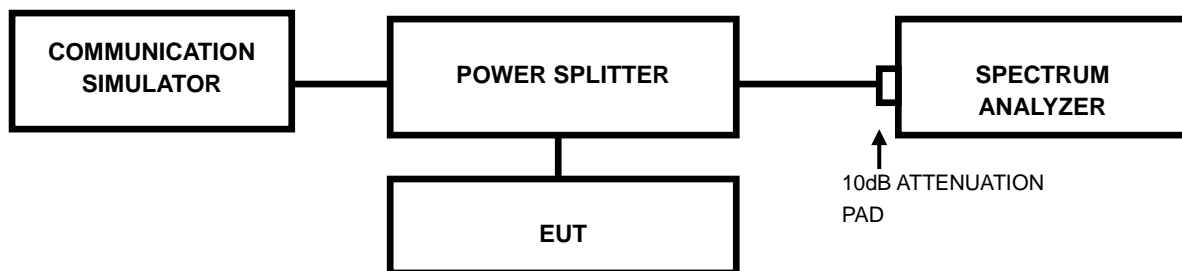 COMMUNICATION
SIMULATOR
POWER SPLITTER
SPECTRUM
ANALYZER
10dB ATTENUATION
PAD
EUT